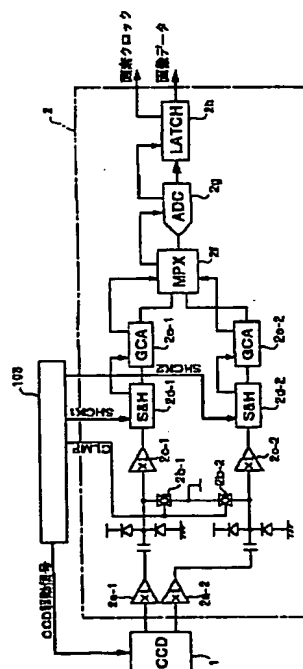 画素クロック
画像データ
2
LATCH
2h
ADC
2g
MPX
2f
GCA
2e-1
GCA
2e-2
S&H
2d-1
S&H
2d-2
103
SHCK1
SHCK2
CLMP
CCD駆動信号
2c-1
2c-2
2b-1
2b-2
2a-1
2a-2
CCD
1